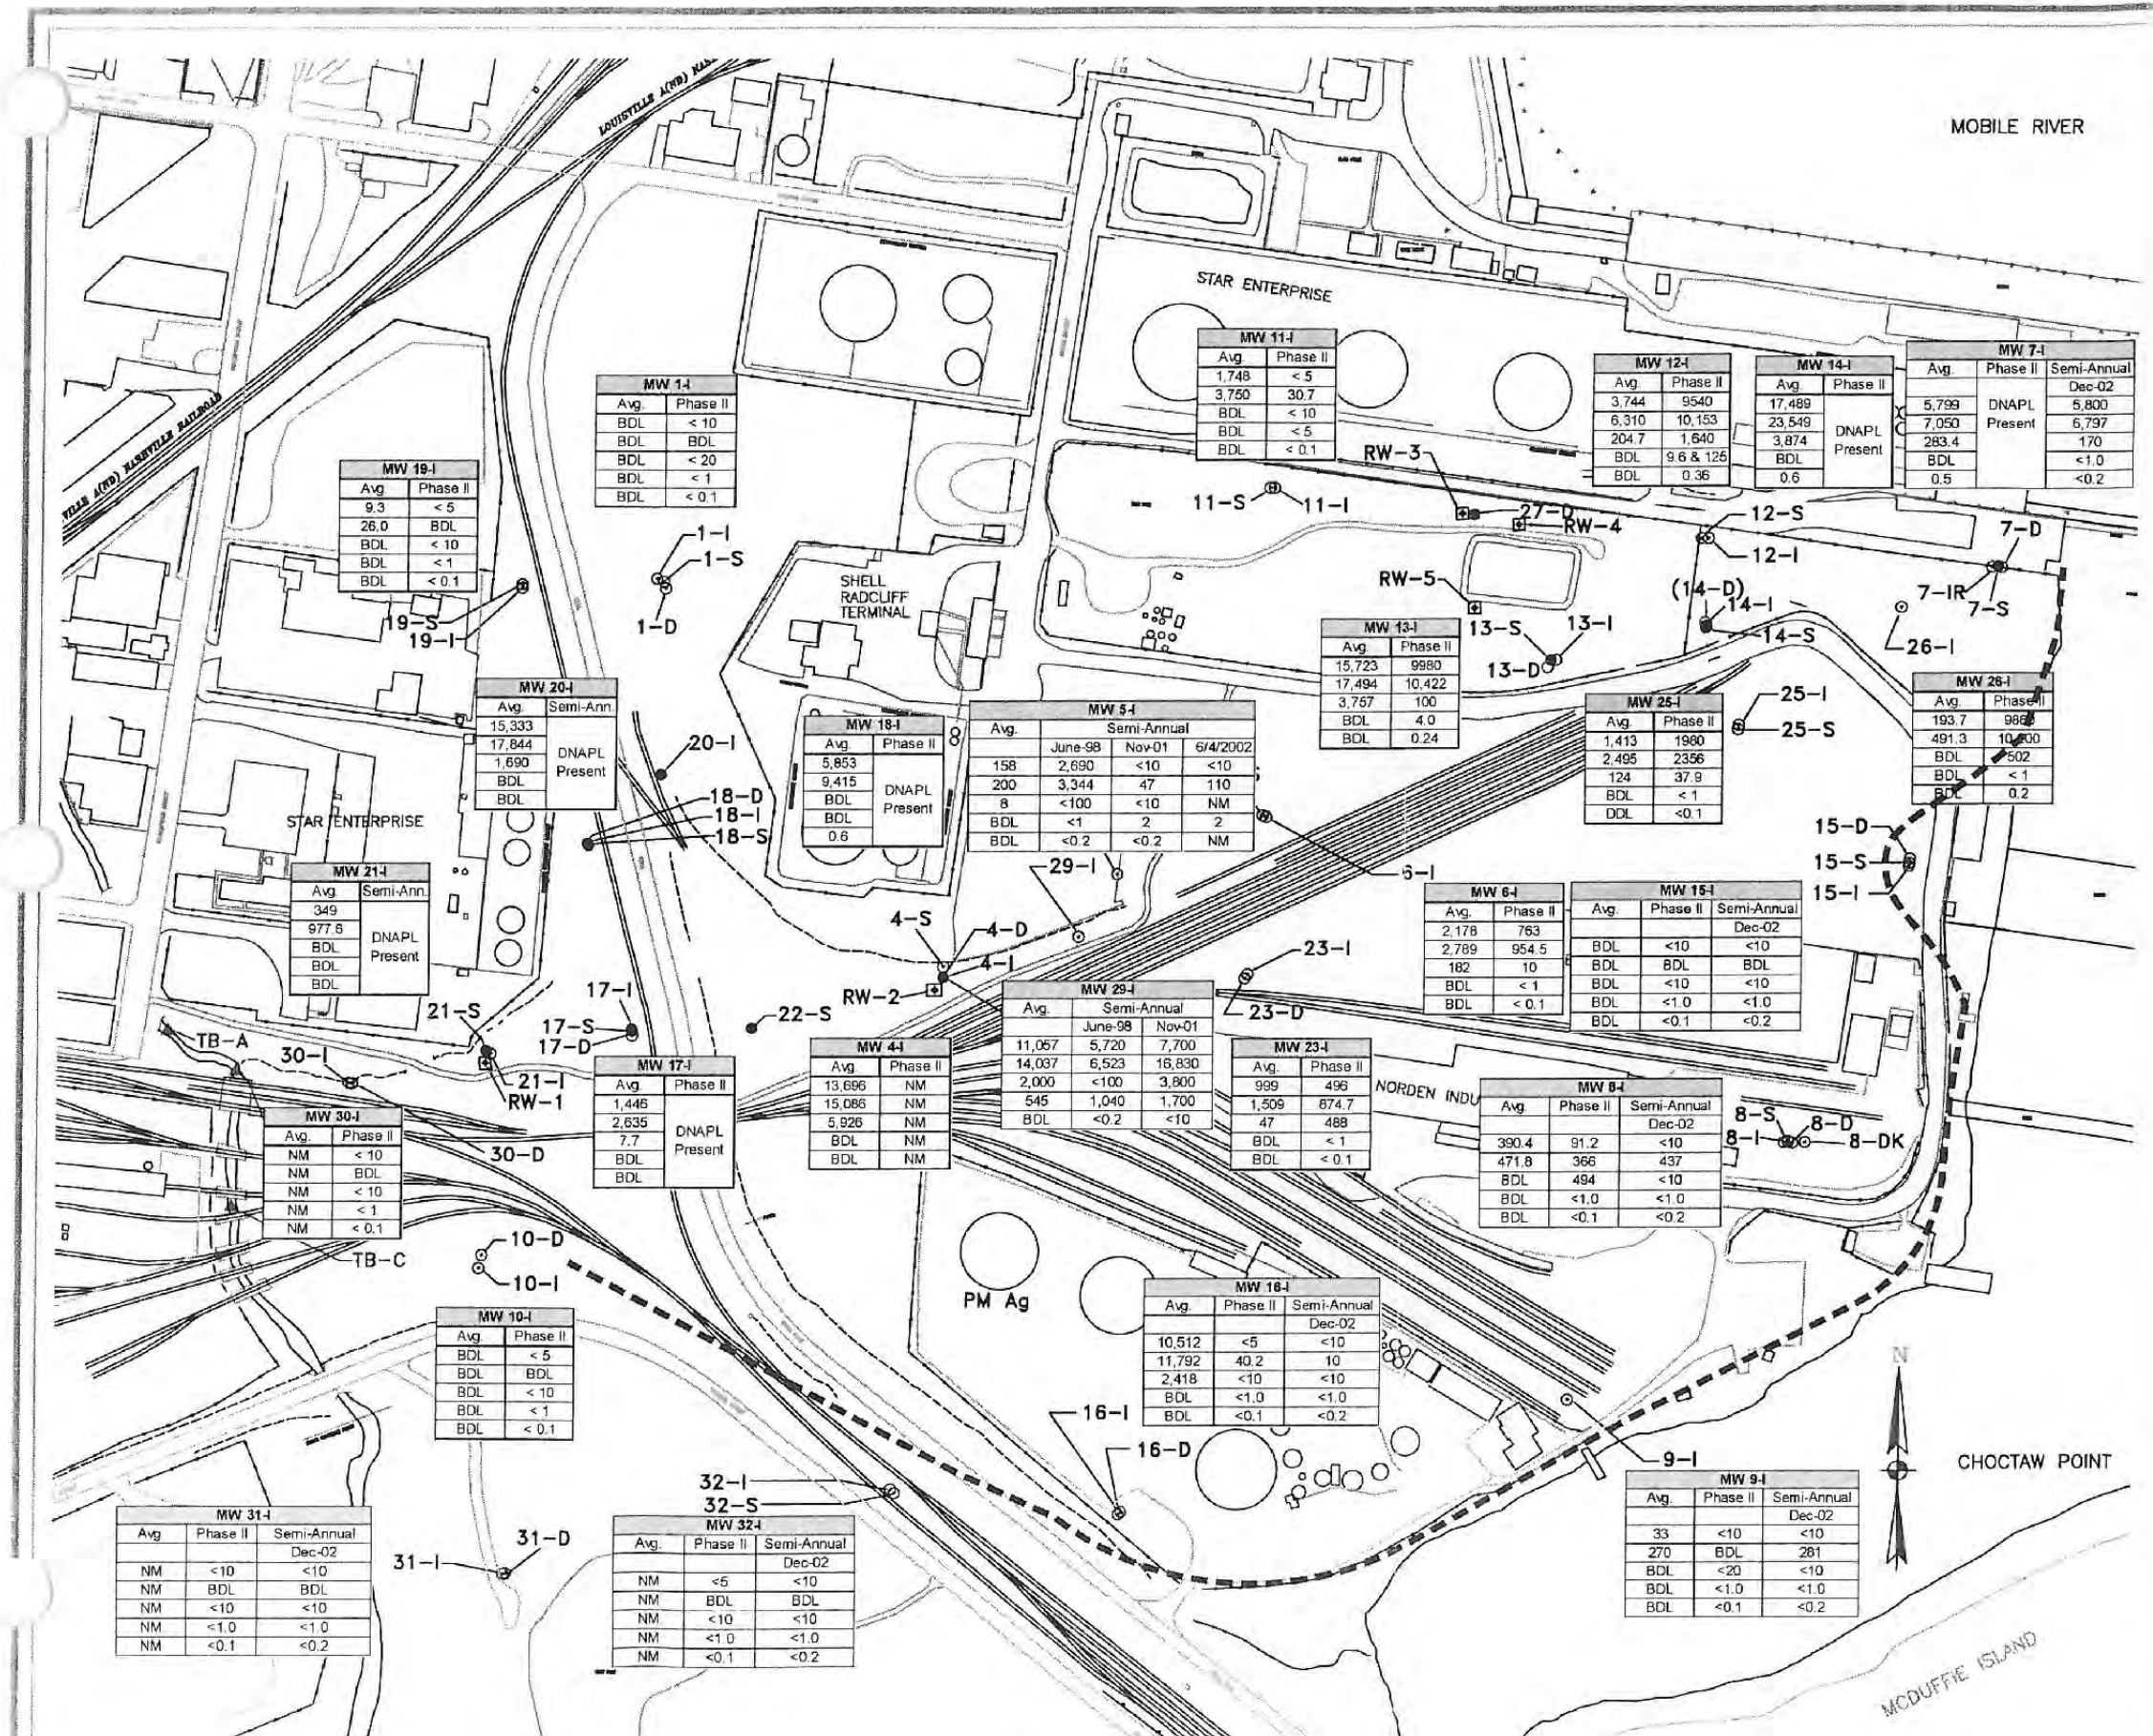 MOBILE RIVER
LOUISVILLE &(ND) NAS
STAR ENTERPRISE
MW 11-I
Avg. Phase II
1,748 < 5
3,750 30.7
BDL < 10
BDL < 5
BDL < 0.1
MW 12-I
Avg. Phase II
3,744 9540
6,310 10,153
204.7 1,640
BDL 9.6 & 125
BDL 0.36
MW 14-I
Avg. Phase II
17,489
23,549
3,874
BDL
0.6
DNAPL
Present
MW 7-I
Avg. Phase II Semi-Annual
Dec-02
5,799 5,800
7,050 6,797
283.4 170
BDL <1.0
0.5 <0.2
DNAPL
Present
MW 1-I
Avg. Phase II
BDL < 10
BDL BDL
BDL < 20
BDL < 1
BDL < 0.1
NASHVILLE RAILROAD
MW 19-I
Avg. Phase II
9.3 < 5
26.0 BDL
BDL < 10
BDL < 1
BDL < 0.1
RW-3
11-S
11-I
27-D
RW-4
12-S
12-I
7-D
7-IR
7-S
1-I
1-S
1-D
SHELL
RADCLIFF
TERMINAL
RW-5
(14-D)
14-I
14-S
26-I
19-S
19-I
13-S
13-I
13-D
MW 13-I
Avg. Phase II
15,723 9980
17,494 10,422
3,757 100
BDL 4.0
BDL 0.24
MW 20-I
Avg. Semi-Ann.
15,333
17,844
1,690
BDL
BDL
DNAPL
Present
20-I
MW 18-I
Avg. Phase II
5,853
9,415
BDL
BDL
0.6
DNAPL
Present
MW 5-I
Avg. Semi-Annual
June-98 Nov-01 6/4/2002
158 2,690 <10 <10
200 3,344 47 110
8 <100 <10 NM
BDL <1 2 2
BDL <0.2 <0.2 NM
MW 25-I
Avg. Phase II
1,413 1980
2,495 2356
124 37.9
BDL < 1
DDL <0.1
25-I
25-S
MW 26-I
Avg. Phase II
193.7
491.3
BDL 502
BDL < 1
BDL 0.2
18-D
18-I
18-S
STAR ENTERPRISE
15-D
15-S
15-I
MW 21-I
Avg. Semi-Ann.
349
977.6
BDL
BDL
BDL
DNAPL
Present
29-I
6-I
4-S
4-D
4-I
RW-2
23-I
23-D
MW 6-I
Avg. Phase II
2,178 763
2,789 954.5
182 10
BDL < 1
BDL < 0.1
MW 15-I
Avg. Phase II Semi-Annual
Dec-02
BDL <10 <10
BDL BDL BDL
BDL <10 <10
BDL <1.0 <1.0
BDL <0.1 <0.2
21-S
17-I
17-S
17-D
22-S
MW 29-I
Avg. Semi-Annual
June-98 Nov-01
11,057 5,720 7,700
14,037 6,523 16,830
2,000 <100 3,800
545 1,040 1,700
BDL <0.2 <10
TB-A
30-I
21-I
RW-1
MW 17-I
Avg. Phase II
1,446
2,635
7.7
BDL
BDL
DNAPL
Present
MW 4-I
Avg. Phase II
13,696 NM
15,086 NM
5,926 NM
BDL NM
BDL NM
MW 23-I
Avg. Phase II
999 496
1,509 874.7
47 488
BDL < 1
BDL < 0.1
NORDEN INDU
MW 8-I
Avg. Phase II Semi-Annual
Dec-02
390.4 91.2 <10
471.8 366 437
BDL 494 <10
BDL <1.0 <1.0
BDL <0.1 <0.2
8-S
8-D
8-I
8-DK
MW 30-I
Avg. Phase II
NM < 10
NM BDL
NM < 10
NM < 1
NM < 0.1
30-D
TB-C
10-D
10-I
PM Ag
MW 16-I
Avg. Phase II Semi-Annual
Dec-02
10,512 <5 <10
11,792 40.2 10
2,418 <10 <10
BDL <1.0 <1.0
BDL <0.1 <0.2
MW 10-I
Avg. Phase II
BDL < 5
BDL BDL
BDL < 10
BDL < 1
BDL < 0.1
N
16-I
16-D
9-I
CHOCTAW POINT
32-I
32-S
MW 9-I
Avg. Phase II Semi-Annual
Dec-02
33 <10 <10
270 BDL 281
BDL <20 <10
BDL <1.0 <1.0
BDL <0.1 <0.2
MW 31-I
Avg Phase II Semi-Annual
Dec-02
NM <10 <10
NM BDL BDL
NM <10 <10
NM <1.0 <1.0
NM <0.1 <0.2
31-I
31-D
MW 32-I
Avg. Phase II Semi-Annual
Dec-02
NM <5 <10
NM BDL BDL
NM <10 <10
NM <1.0 <1.0
NM <0.1 <0.2
MCDUFFIE ISLAND